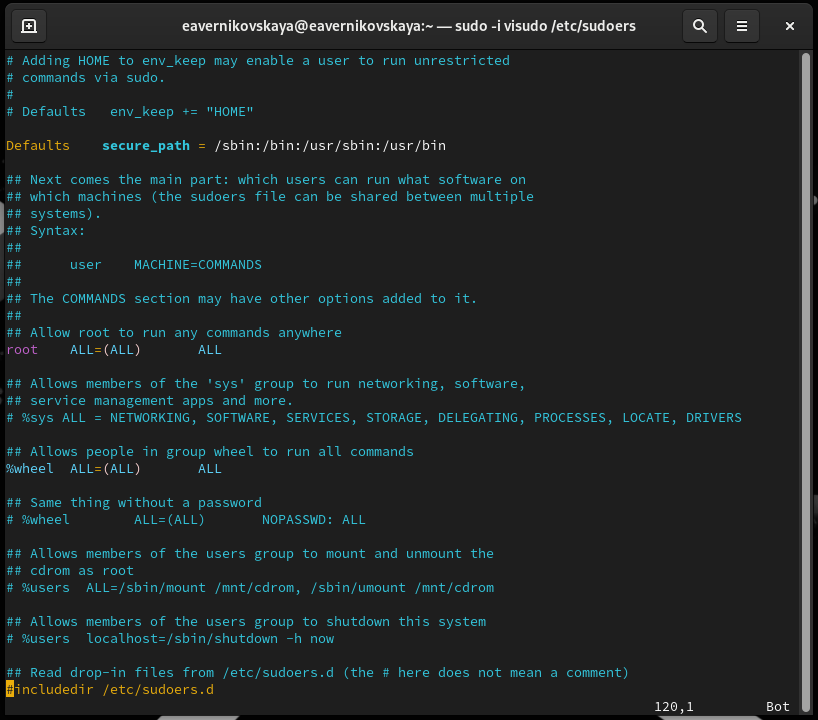 eavernikovskaya@eavernikovskaya:~ — sudo -i visudo /etc/sudoers
# Adding HOME to env_keep may enable a user to run unrestricted
# commands via sudo.
#
# Defaults   env_keep += "HOME"
Defaults    secure_path = /sbin:/bin:/usr/sbin:/usr/bin
## Next comes the main part: which users can run what software on
## which machines (the sudoers file can be shared between multiple
## systems).
## Syntax:
##
##      user    MACHINE=COMMANDS
##
## The COMMANDS section may have other options added to it.
##
## Allow root to run any commands anywhere
root    ALL=(ALL)       ALL
## Allows members of the 'sys' group to run networking, software,
## service management apps and more.
# %sys ALL = NETWORKING, SOFTWARE, SERVICES, STORAGE, DELEGATING, PROCESSES, LOCATE, DRIVERS
## Allows people in group wheel to run all commands
%wheel  ALL=(ALL)       ALL
## Same thing without a password
# %wheel        ALL=(ALL)       NOPASSWD: ALL
## Allows members of the users group to mount and unmount the
## cdrom as root
# %users  ALL=/sbin/mount /mnt/cdrom, /sbin/umount /mnt/cdrom
## Allows members of the users group to shutdown this system
# %users  localhost=/sbin/shutdown -h now
## Read drop-in files from /etc/sudoers.d (the # here does not mean a comment)
#includedir /etc/sudoers.d
120,1         Bot